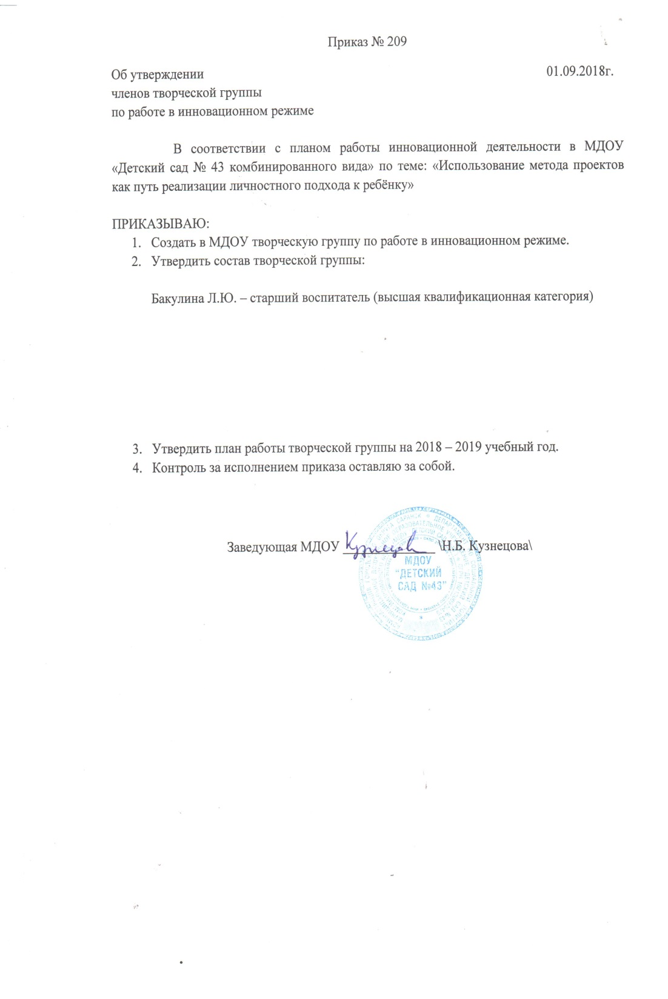 Приказ № 209
Об утверждении
01.09.2018г.
членов творческой группы
по работе в инновационном режиме
В соответствии с планом работы инновационной деятельности в МДОУ
«Детский сад № 43 комбинированного вида» по теме: «Использование метода проектов
как путь реализации личностного подхода к ребёнку»
ПРИКАЗЫВАЮ:
1. Создать в МДОУ творческую группу по работе в инновационном режиме.
2. Утвердить состав творческой группы:
Бакулина Л.Ю. – старший воспитатель (высшая квалификационная категория)
3. Утвердить план работы творческой группы на 2018 – 2019 учебный год.
4. Контроль за исполнением приказа оставляю за собой.
Заведующая МДОУ Кузнецова \Н.Б. Кузнецова\
МДОУ
"ДЕТСКИЙ
САД №43"